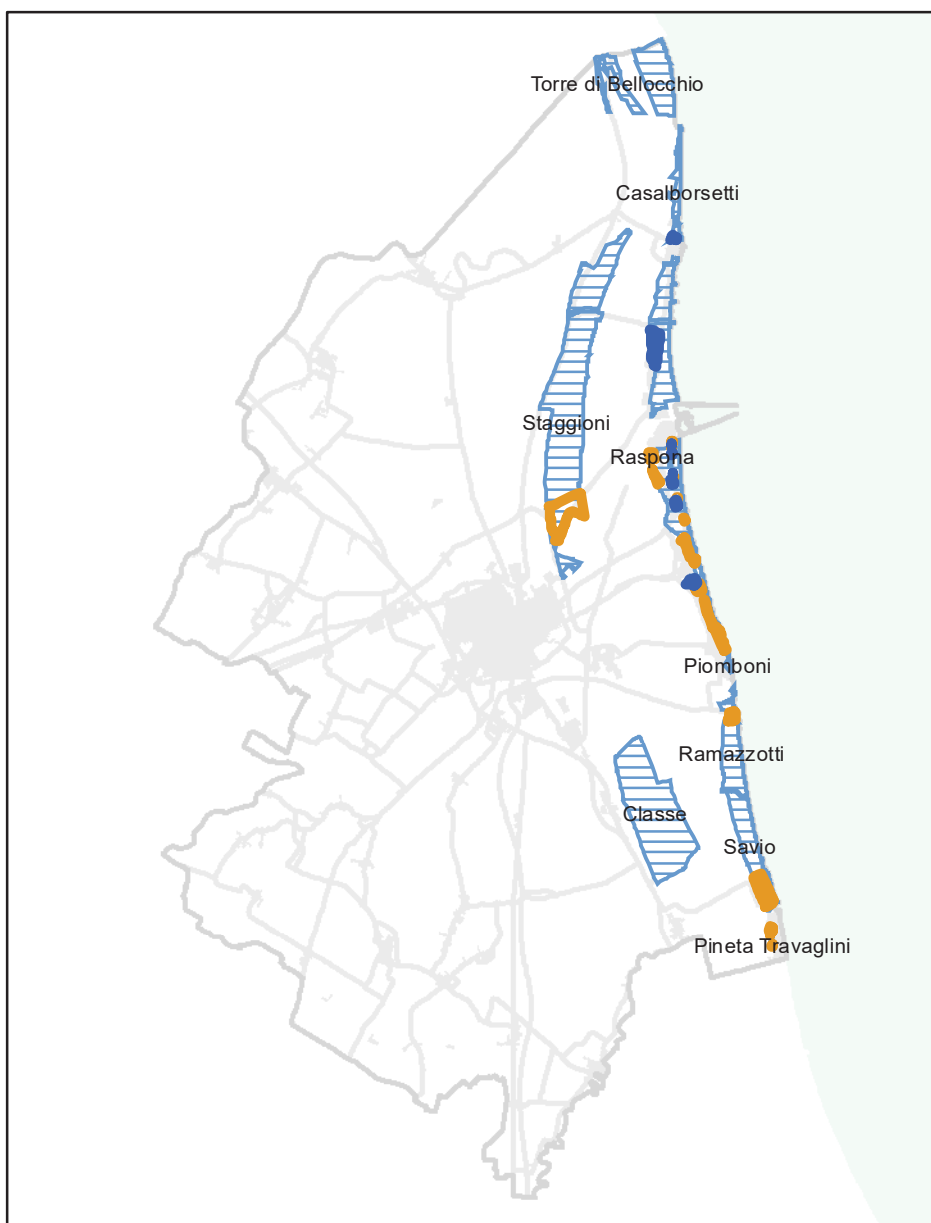 Torre di Bellocchio
Casalborsetti
Staggioni
Raspona
Piomboni
Ramazzotti
Classe
Savio
Pineta Travaglini